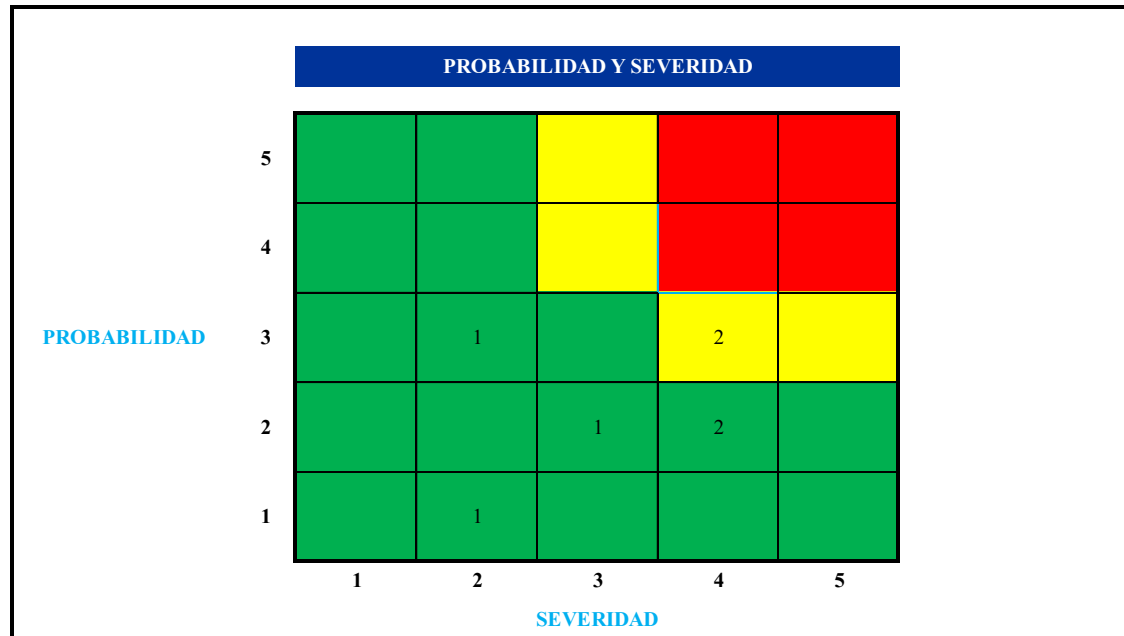 PROBABILIDAD Y SEVERIDAD
5
4
PROBABILIDAD 3 1 2
2 1 2
1 1
1 2 3 4 5
SEVERIDAD